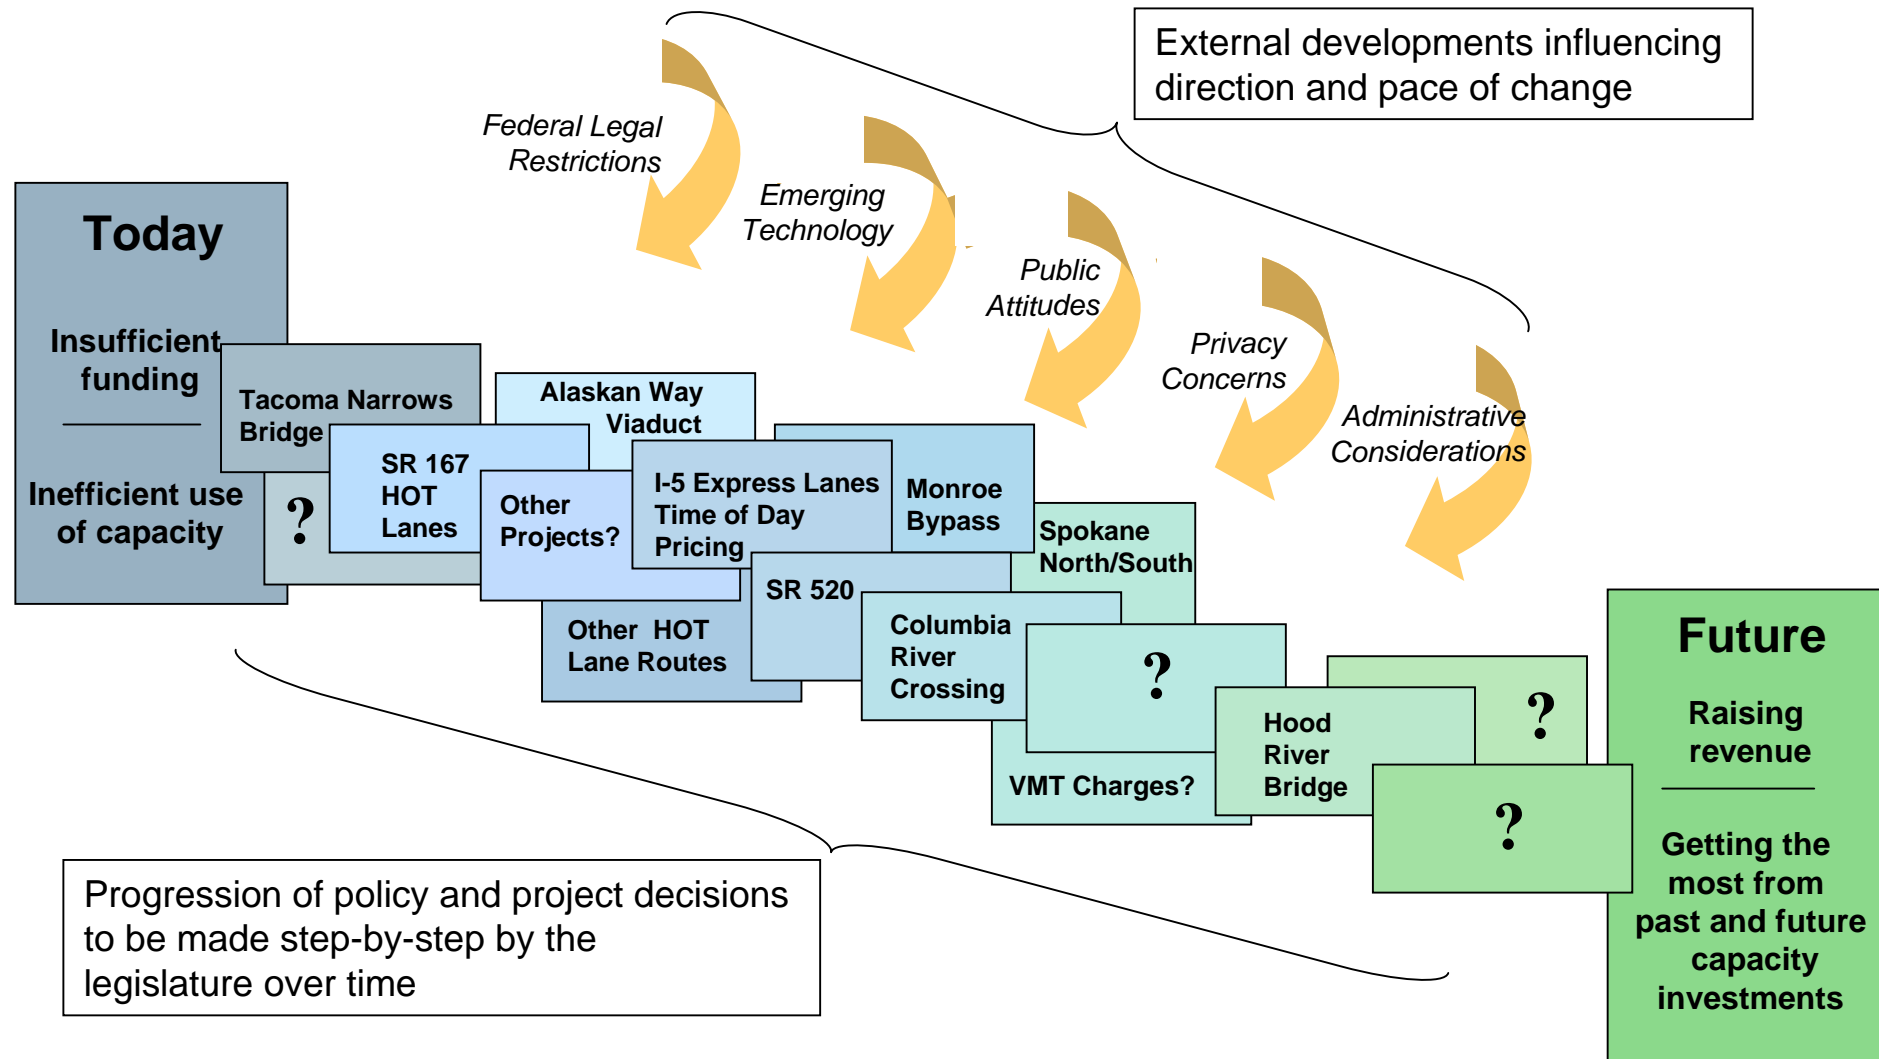 External developments influencing
direction and pace of change
Federal Legal
Restrictions
Emerging
Technology
Public
Attitudes
Privacy
Concerns
Administrative
Considerations
Today
Insufficient
funding
Inefficient use
of capacity
Tacoma Narrows
Bridge
?
SR 167
HOT
Lanes
Alaskan Way
Viaduct
Other
Projects?
I-5 Express Lanes
Time of Day
Pricing
Monroe
Bypass
Other HOT
Lane Routes
SR 520
Spokane
North/South
Columbia
River
Crossing
?
VMT Charges?
Hood
River
Bridge
?
?
Future
Raising
revenue
Getting the
most from
past and future
capacity
investments
Progression of policy and project decisions
to be made step-by-step by the
legislature over time